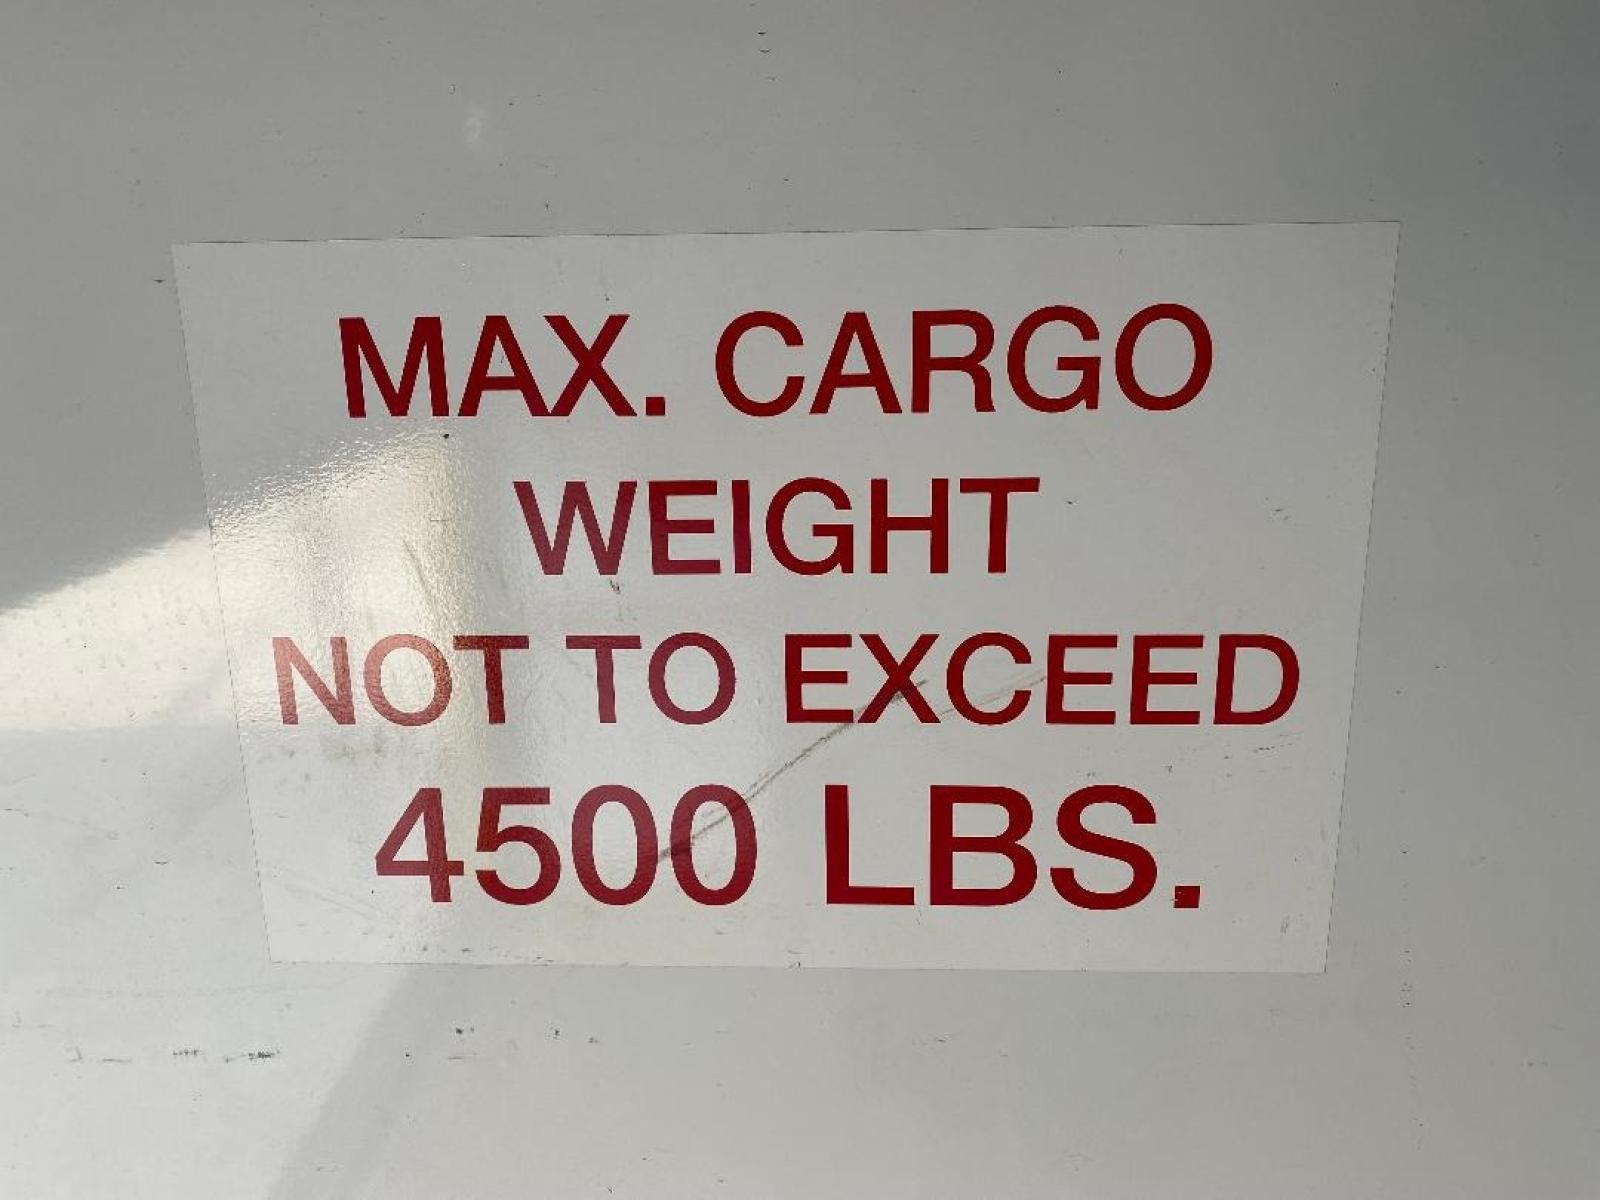 MAX. CARGO
WEIGHT
NOT TO EXCEED
4500 LBS.